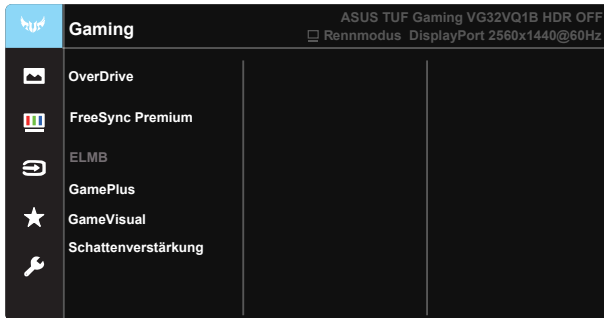 Gaming
ASUS TUF Gaming VG32VQ1B HDR OFF
Rennmodus DisplayPort 2560x1440@60Hz
OverDrive
FreeSync Premium
ELMB
GamePlus
GameVisual
Schattenverstärkung